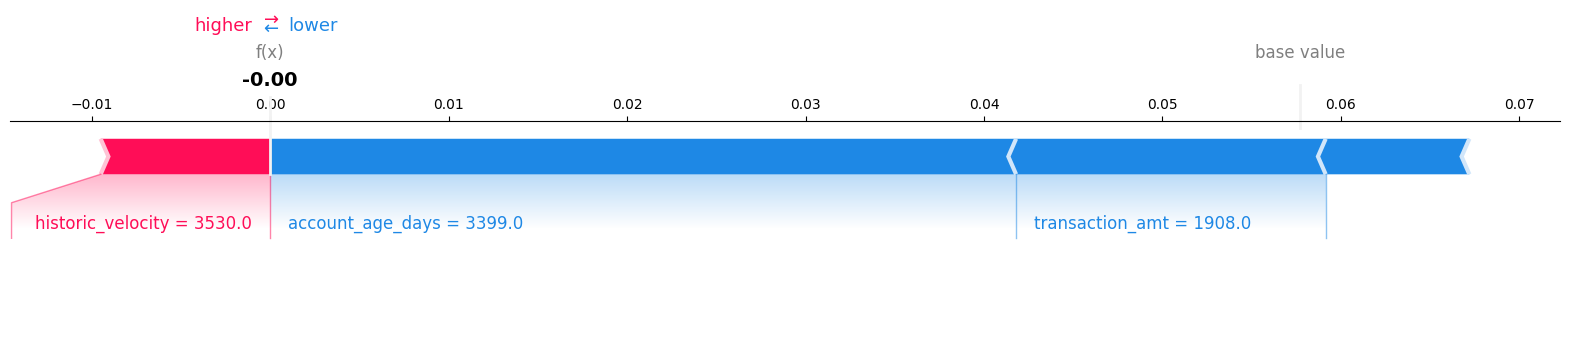 higher ⇄ lower
f(x)
base value
-0.00
−0.01 0.00 0.01 0.02 0.03 0.04 0.05 0.06 0.07
historic_velocity = 3530.0 account_age_days = 3399.0 transaction_amt = 1908.0